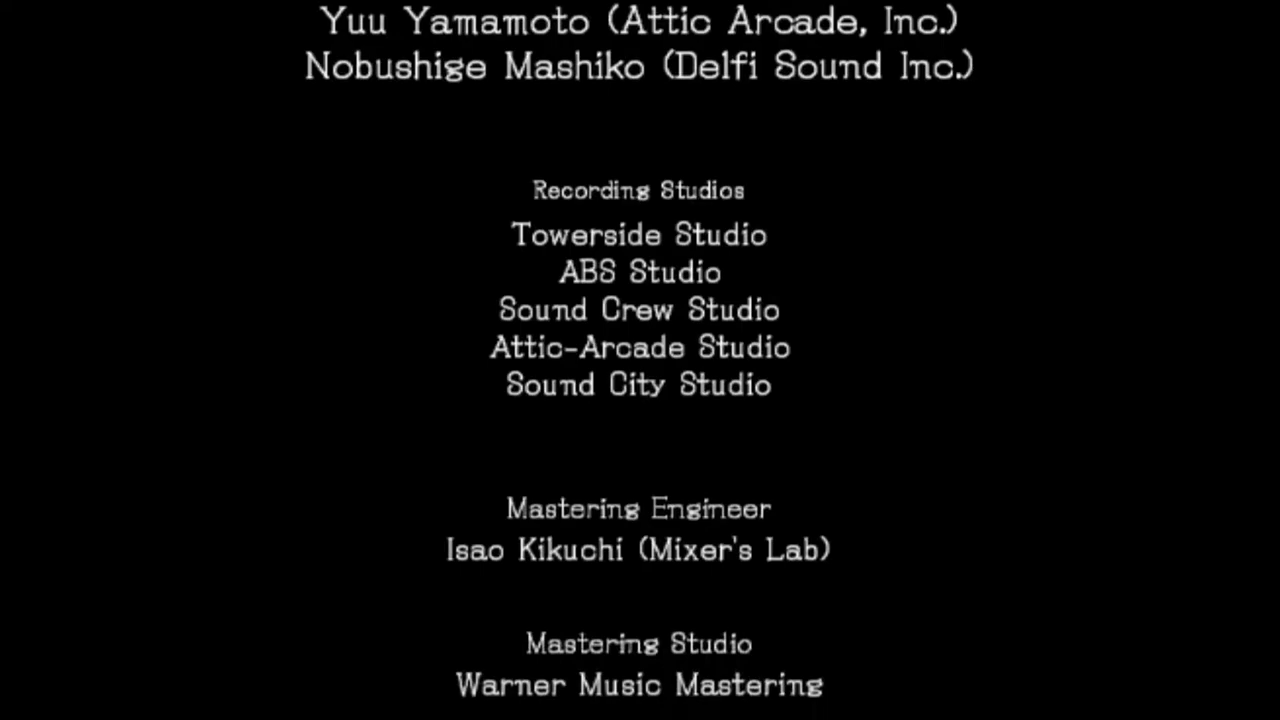 Yuu Yamamoto (Attic Arcade, Inc.)
Nobushige Mashiko (Delfi Sound Inc.)
Recording Studios
Towerside Studio
ABS Studio
Sound Crew Studio
Attic-Arcade Studio
Sound City Studio
Mastering Engineer
Isao Kikuchi (Mixer's Lab)
Mastering Studio
Warner Music Mastering